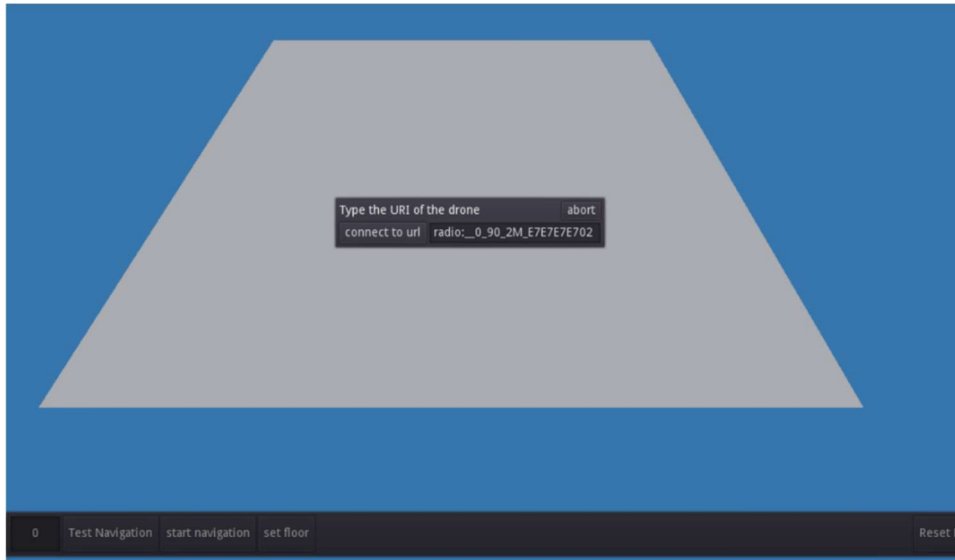 Type the URI of the drone abort
connect to url radio:__0_90_2M_E7E7E7E702
0 Test Navigation start navigation set floor Reset